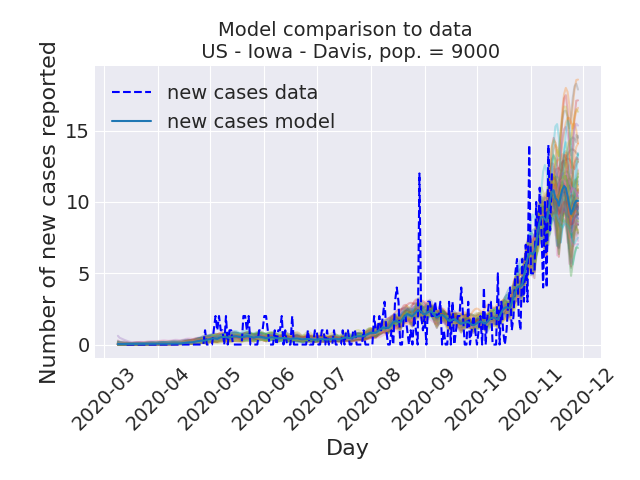 Model comparison to data
US - Iowa - Davis, pop. = 9000
new cases data
new cases model
Number of new cases reported
15
10
5
0
2020-03
2020-04
2020-05
2020-06
2020-07
2020-08
2020-09
2020-10
2020-11
2020-12
Day